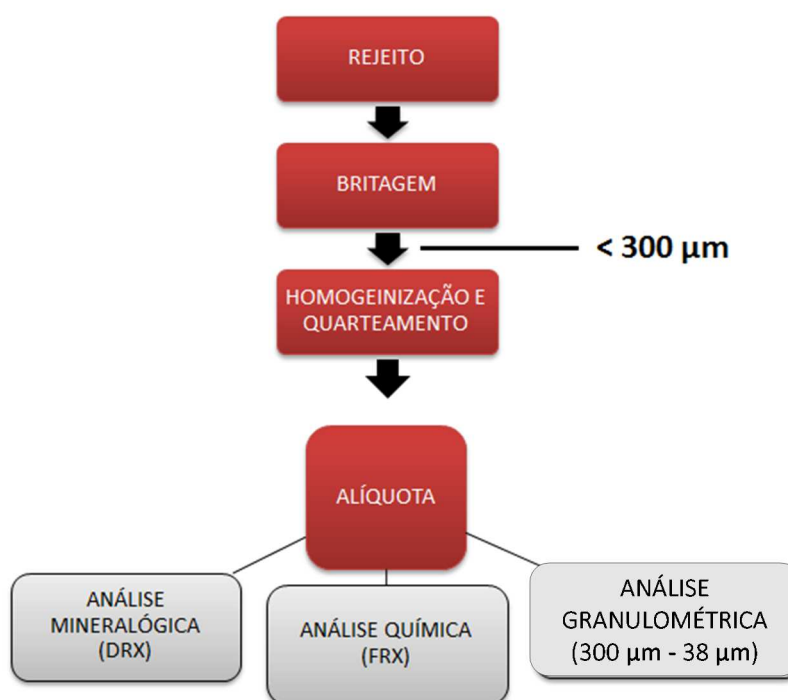 REJEITO
BRITAGEM
< 300 µm
HOMOGEINIZAÇÃO E
QUARTEAMENTO
ALÍQUOTA
ANÁLISE
MINERALÓGICA
(DRX)
ANÁLISE QUÍMICA
(FRX)
ANÁLISE
GRANULOMÉTRICA
(300 µm - 38 µm)